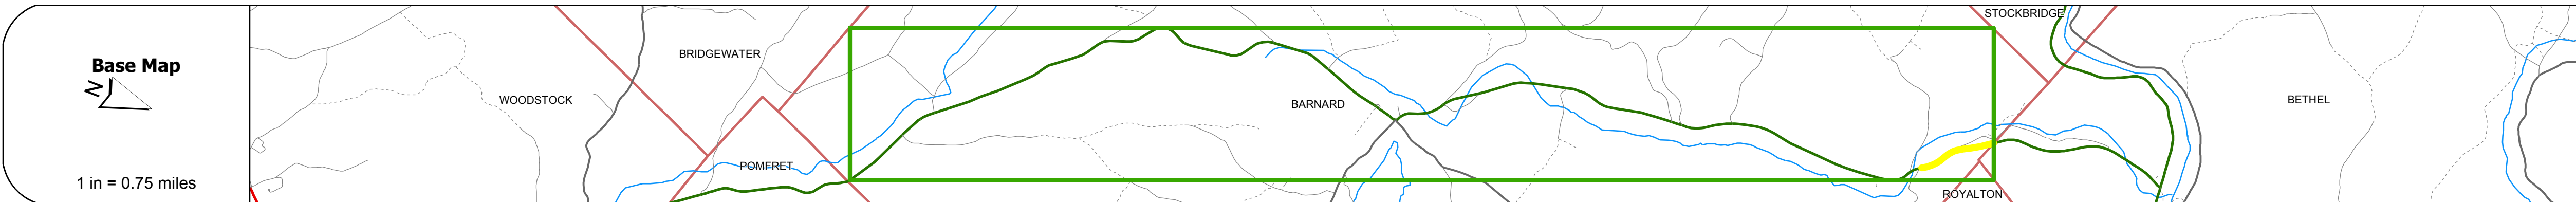 Base Map
N
1 in = 0.75 miles
WOODSTOCK
BRIDGEWATER
POMFRET
BARNARD
STOCKBRIDGE
ROYALTON
BETHEL